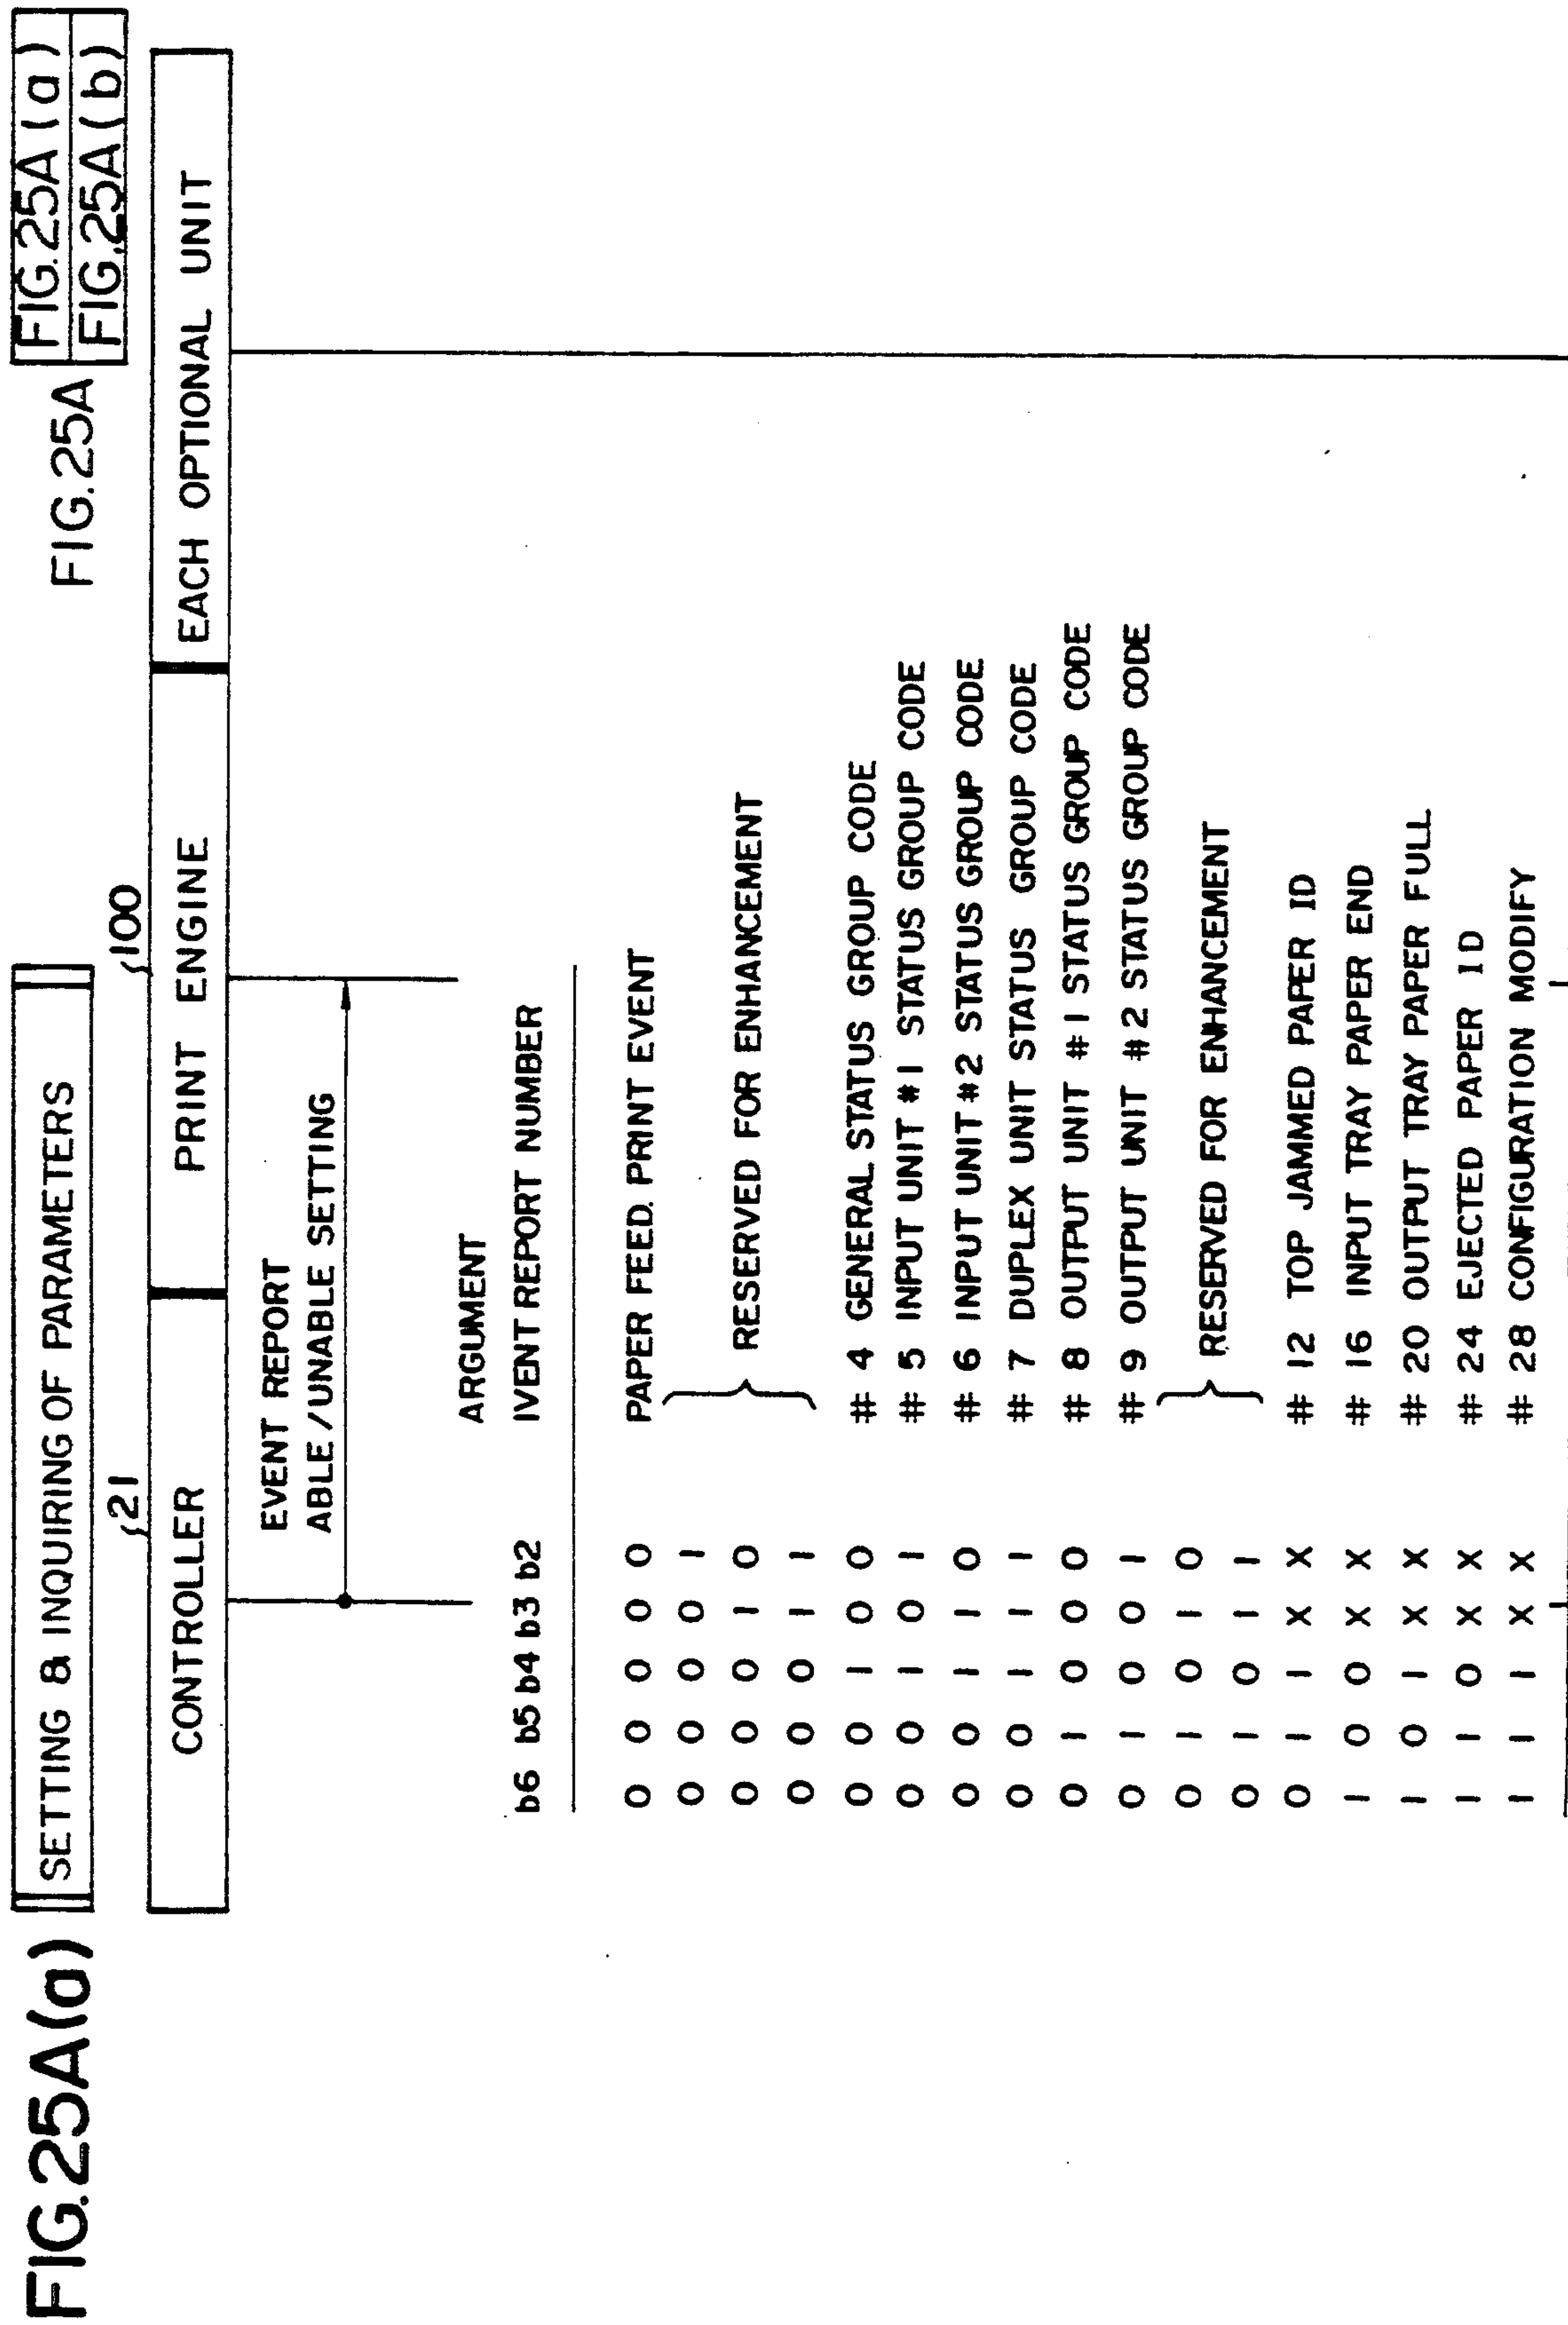 FIG.25A(a)
SETTING & INQUIRING OF PARAMETERS
FIG.25A
FIG.25A(a)
FIG.25A(b)
21
100
CONTROLLER
PRINT ENGINE
EACH OPTIONAL UNIT
EVENT REPORT
ABLE/UNABLE SETTING
ARGUMENT
b6 b5 b4 b3 b2 IVENT REPORT NUMBER
0 0 0 0 0 PAPER FEED. PRINT EVENT
0 0 0 0 1
0 0 0 1 0 RESERVED FOR ENHANCEMENT
0 0 0 1 1
0 0 1 0 0 # 4 GENERAL STATUS GROUP CODE
0 0 1 0 1 # 5 INPUT UNIT #1 STATUS GROUP CODE
0 0 1 1 0 # 6 INPUT UNIT #2 STATUS GROUP CODE
0 0 1 1 1 # 7 DUPLEX UNIT STATUS GROUP CODE
0 1 0 0 0 # 8 OUTPUT UNIT #1 STATUS GROUP CODE
0 1 0 0 1 # 9 OUTPUT UNIT #2 STATUS GROUP CODE
0 1 0 1 0 RESERVED FOR ENHANCEMENT
0 1 0 1 1
0 1 1 X X # 12 TOP JAMMED PAPER ID
1 0 0 X X # 16 INPUT TRAY PAPER END
1 0 1 X X # 20 OUTPUT TRAY PAPER FULL
1 1 0 X X # 24 EJECTED PAPER ID
1 1 1 X X # 28 CONFIGURATION MODIFY